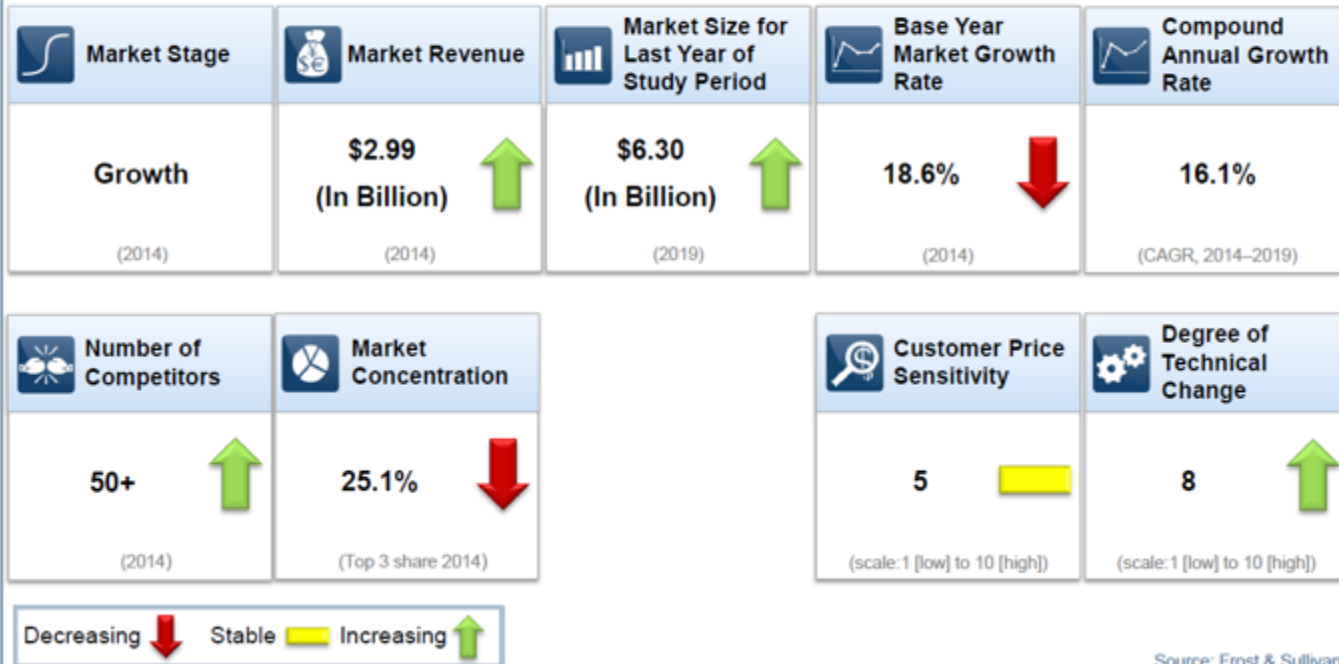 Market Stage
Market Revenue
Market Size for
Last Year of
Study Period
Base Year
Market Growth
Rate
Compound
Annual Growth
Rate
Growth
(2014)
$2.99
(In Billion)
(2014)
$6.30
(In Billion)
(2019)
18.6%
(2014)
16.1%
(CAGR, 2014–2019)
Number of
Competitors
Market
Concentration
Customer Price
Sensitivity
Degree of
Technical
Change
50+
(2014)
25.1%
(Top 3 share 2014)
5
(scale:1 [low] to 10 [high])
8
(scale:1 [low] to 10 [high])
Decreasing Stable Increasing
Source: Frost & Sullivan